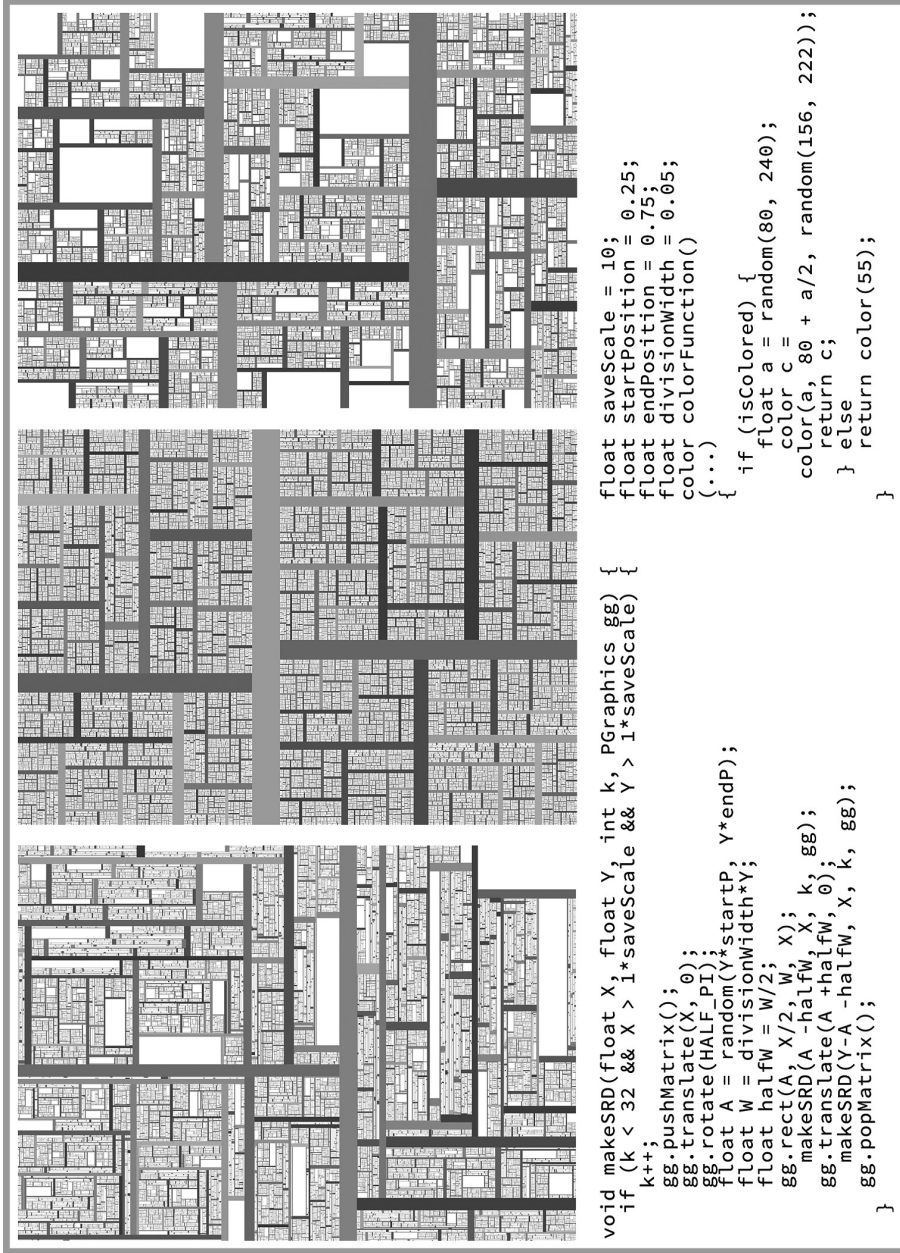 void makeSRD(float X, float Y, int k, PGraphics gg) {
if (k < 32 && X > 1*saveScale && Y > 1*saveScale) {
k++;
gg.pushMatrix();
gg.translate(X, 0);
gg.rotate(HALF_PI);
float A = random(Y*startP, Y*endP);
float W = divisionWidth*Y;
float halfW = W/2;
gg.rect(A, X/2, W, X);
makeSRD(A -halfW, X, k, gg);
gg.translate(A +halfW, 0);
makeSRD(Y-A -halfW, X, k, gg);
gg.popMatrix();
}
float saveScale = 10;
float startPosition = 0.25;
float endPosition = 0.75;
float divisionWidth = 0.05;
color colorFunction()
(...)
{
if (isColored) {
float a = random(80, 240);
color c =
color(a, 80 + a/2, random(156, 222));
return c;
} else
return color(55);
}